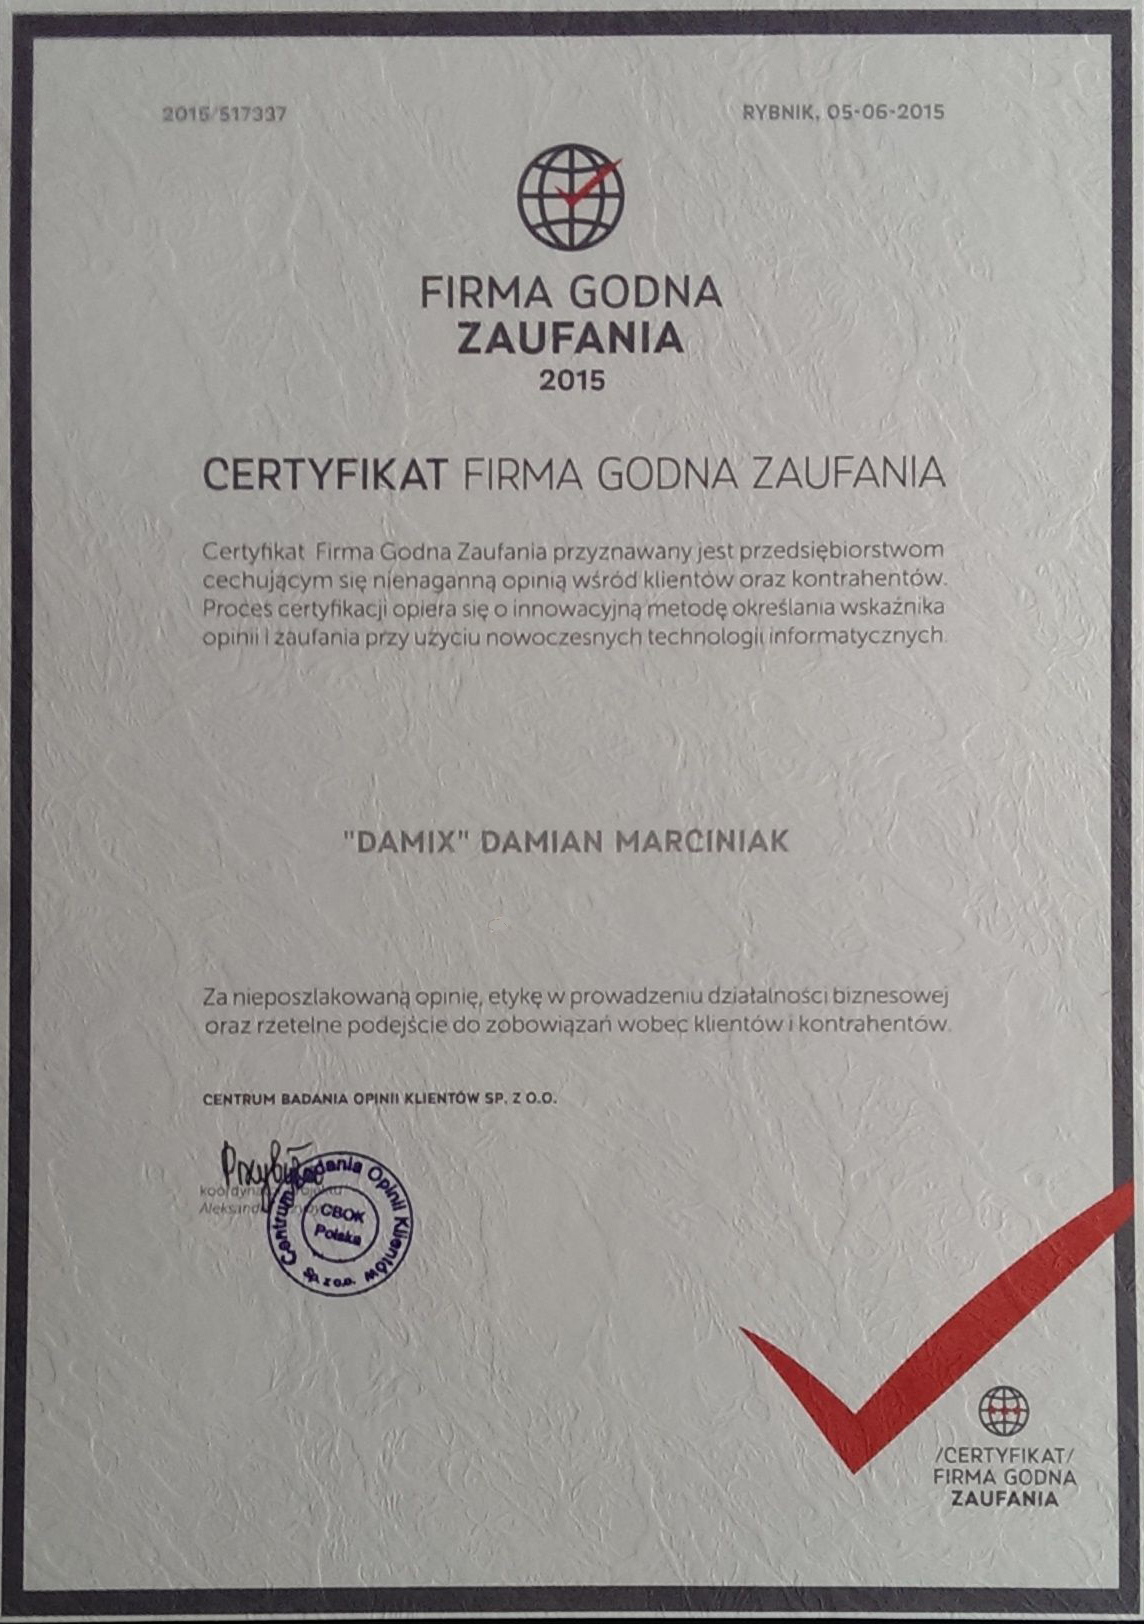 2015/517337
RYBNIK, 05-06-2015
FIRMA GODNA
ZAUFANIA
2015
CERTYFIKAT FIRMA GODNA ZAUFANIA
Certyfikat Firma Godna Zaufania przyznawany jest przedsiębiorstwom
cechującym się nienaganną opinią wśród klientów oraz kontrahentów.
Proces certyfikacji opiera się o innowacyjną metodę określania wskaźnika
opinii i zaufania przy użyciu nowoczesnych technologii informatycznych.
"DAMIX" DAMIAN MARCINIAK
Za nieposzlakowaną opinię, etykę w prowadzeniu działalności biznesowej
oraz rzetelne podejście do zobowiązań wobec klientów i kontrahentów.
CENTRUM BADANIA OPINII KLIENTÓW SP. Z O.O.
Centrum Badania Opinii Klientów
Sp. z o.o.
CBOK
Polska
/CERTYFIKAT/
FIRMA GODNA
ZAUFANIA